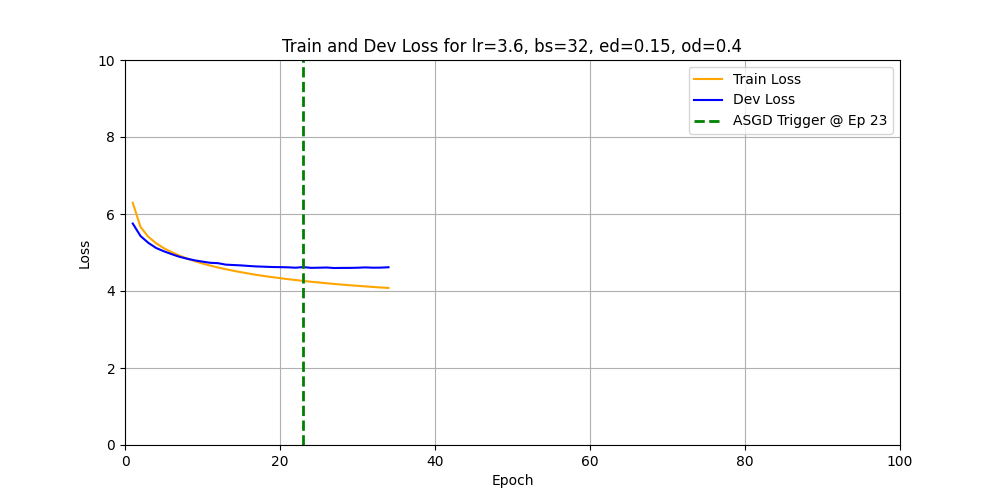 Train and Dev Loss for lr=3.6, bs=32, ed=0.15, od=0.4
Train Loss
Dev Loss
ASGD Trigger @ Ep 23
10
8
6
4
2
0
Loss
0 20 40 60 80 100
Epoch